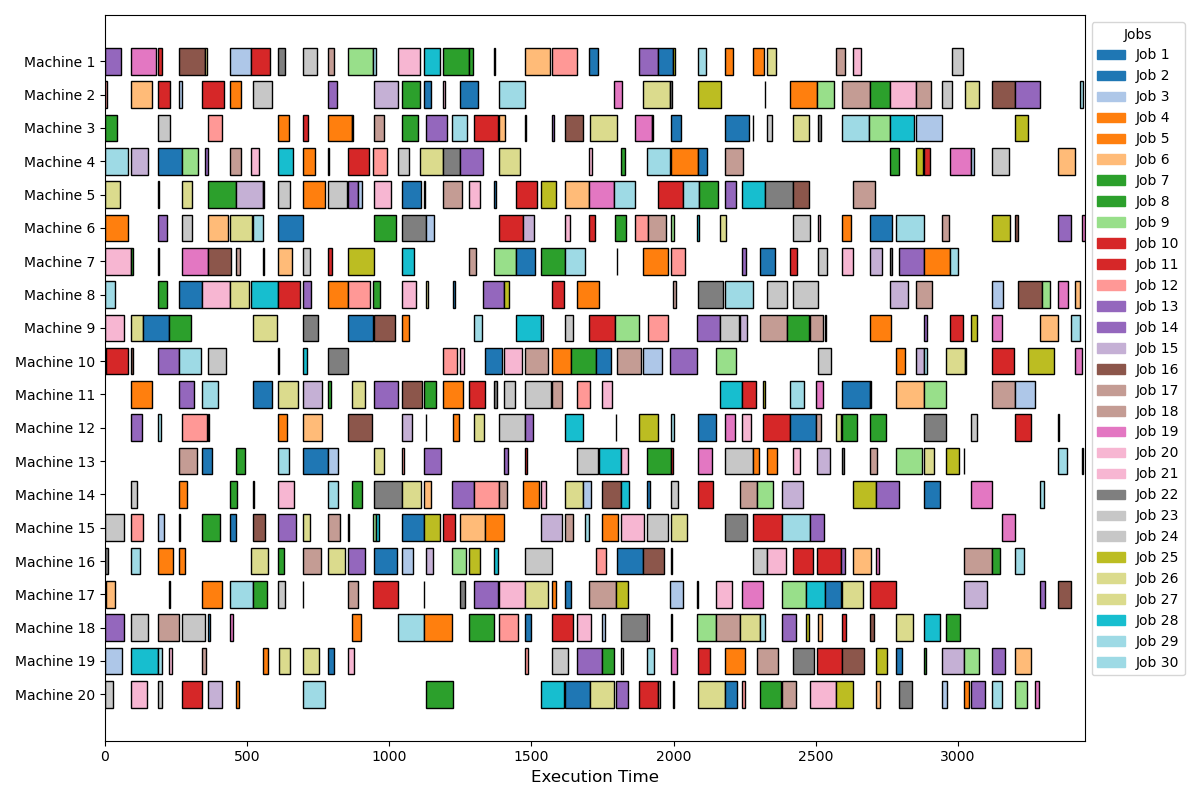 Machine 1
Machine 2
Machine 3
Machine 4
Machine 5
Machine 6
Machine 7
Machine 8
Machine 9
Machine 10
Machine 11
Machine 12
Machine 13
Machine 14
Machine 15
Machine 16
Machine 17
Machine 18
Machine 19
Machine 20
0 500 1000 1500 2000 2500 3000
Execution Time
Jobs
Job 1
Job 2
Job 3
Job 4
Job 5
Job 6
Job 7
Job 8
Job 9
Job 10
Job 11
Job 12
Job 13
Job 14
Job 15
Job 16
Job 17
Job 18
Job 19
Job 20
Job 21
Job 22
Job 23
Job 24
Job 25
Job 26
Job 27
Job 28
Job 29
Job 30